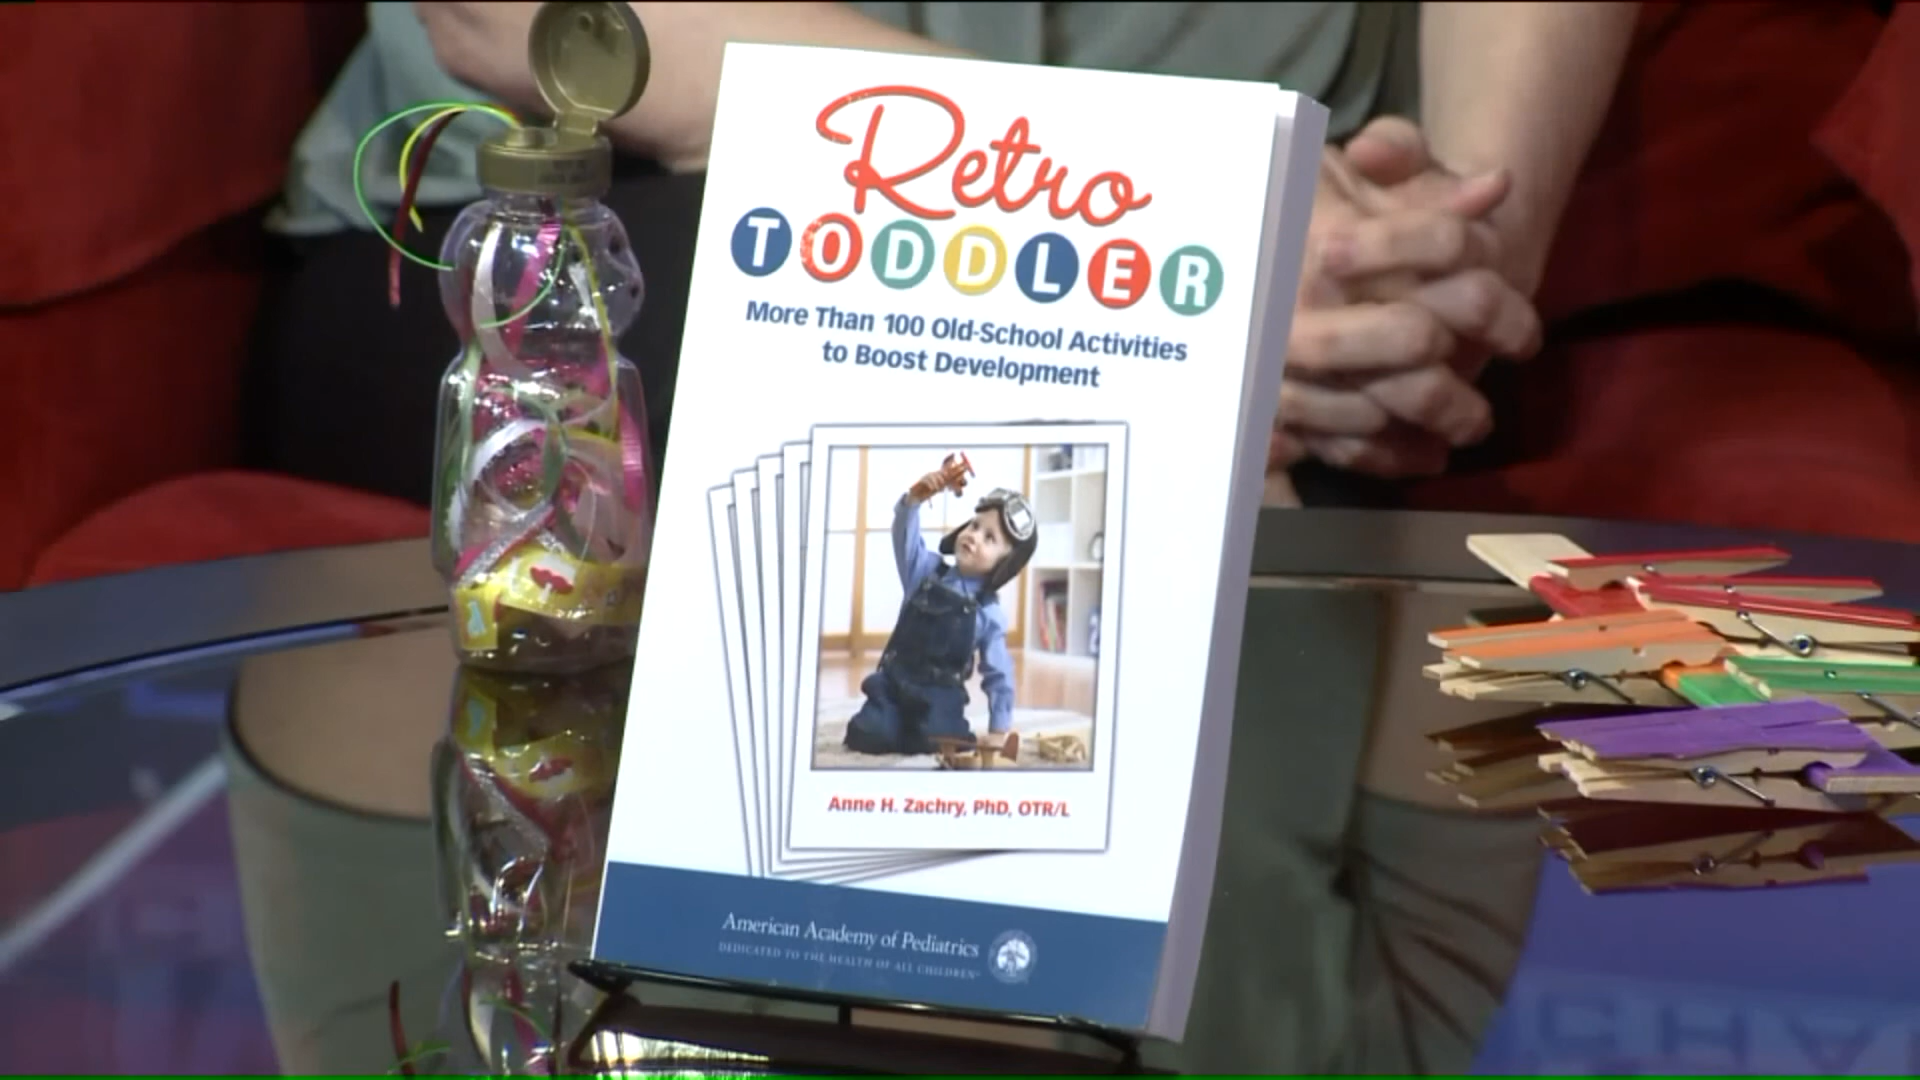 Retro
TODDLER
More Than 100 Old-School Activities
to Boost Development
Anne H. Zachry, PhD, OTR/L
American Academy of Pediatrics
DEDICATED TO THE HEALTH OF ALL CHILDREN®